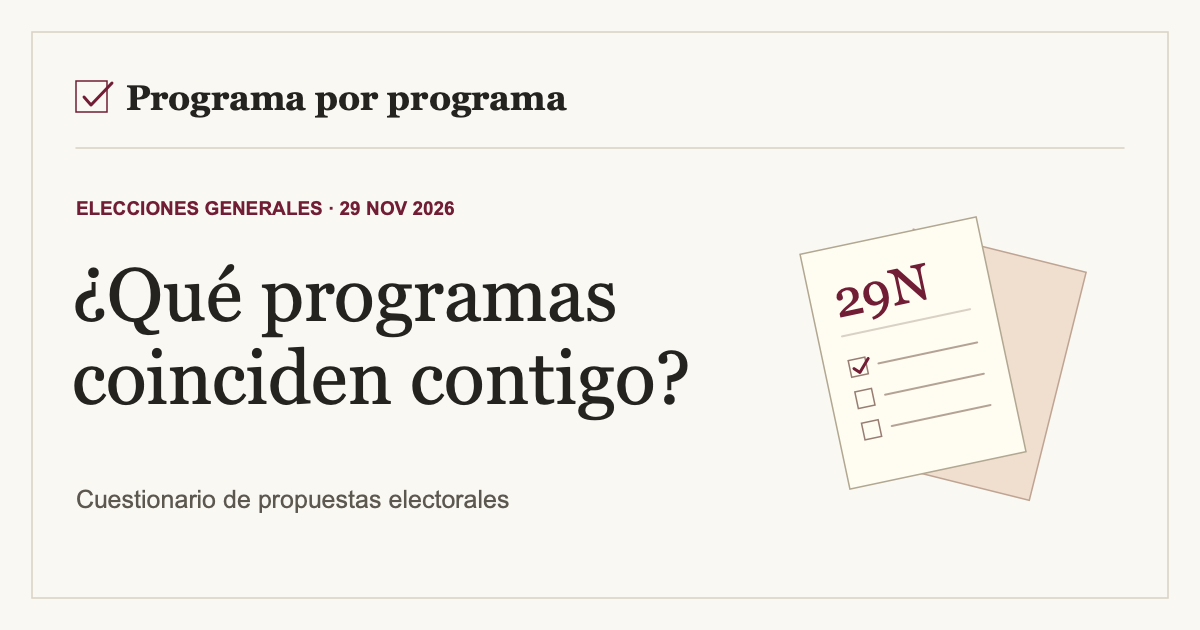 Programa por programa
ELECCIONES GENERALES · 29 NOV 2026
¿Qué programas
coinciden contigo?
29N
Cuestionario de propuestas electorales